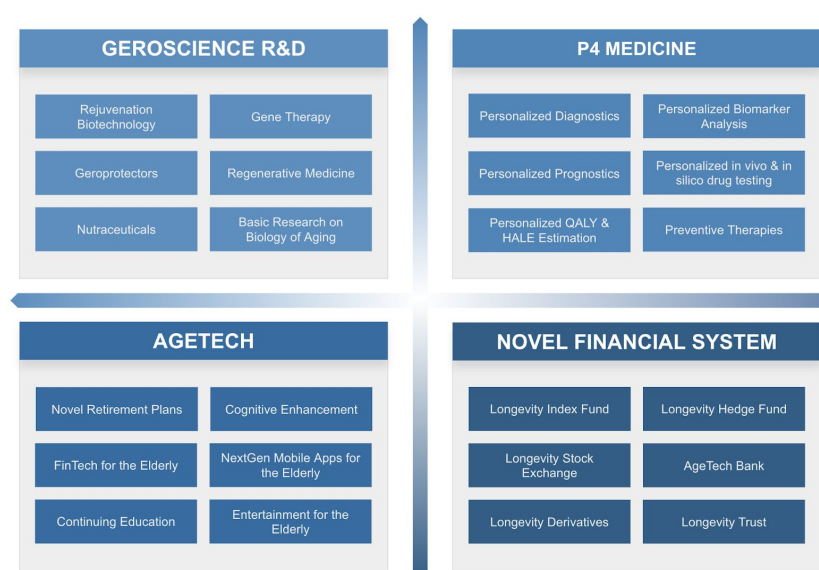 GEROSCIENCE R&D
Rejuvenation
Biotechnology
Gene Therapy
Geroprotectors
Regenerative Medicine
Nutraceuticals
Basic Research on
Biology of Aging
P4 MEDICINE
Personalized Diagnostics
Personalized Biomarker
Analysis
Personalized Prognostics
Personalized in vivo & in
silico drug testing
Personalized QALY &
HALE Estimation
Preventive Therapies
AGETECH
Novel Retirement Plans
Cognitive Enhancement
FinTech for the Elderly
NextGen Mobile Apps for
the Elderly
Continuing Education
Entertainment for the
Elderly
NOVEL FINANCIAL SYSTEM
Longevity Index Fund
Longevity Hedge Fund
Longevity Stock
Exchange
AgeTech Bank
Longevity Derivatives
Longevity Trust